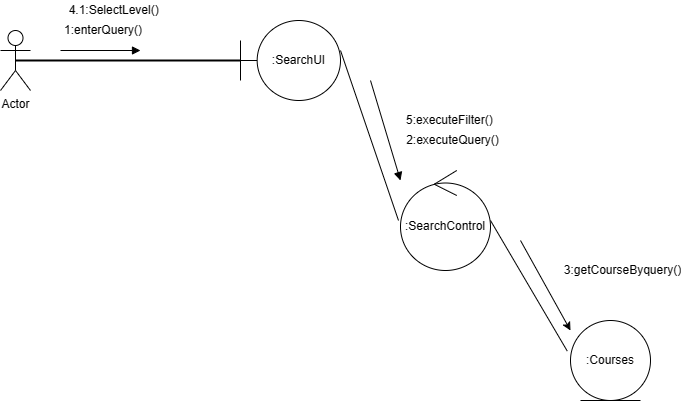 4.1:SelectLevel()
1:enterQuery()
:SearchUI
Actor
5:executeFilter()
2:executeQuery()
:SearchControl
3:getCourseByquery()
:Courses